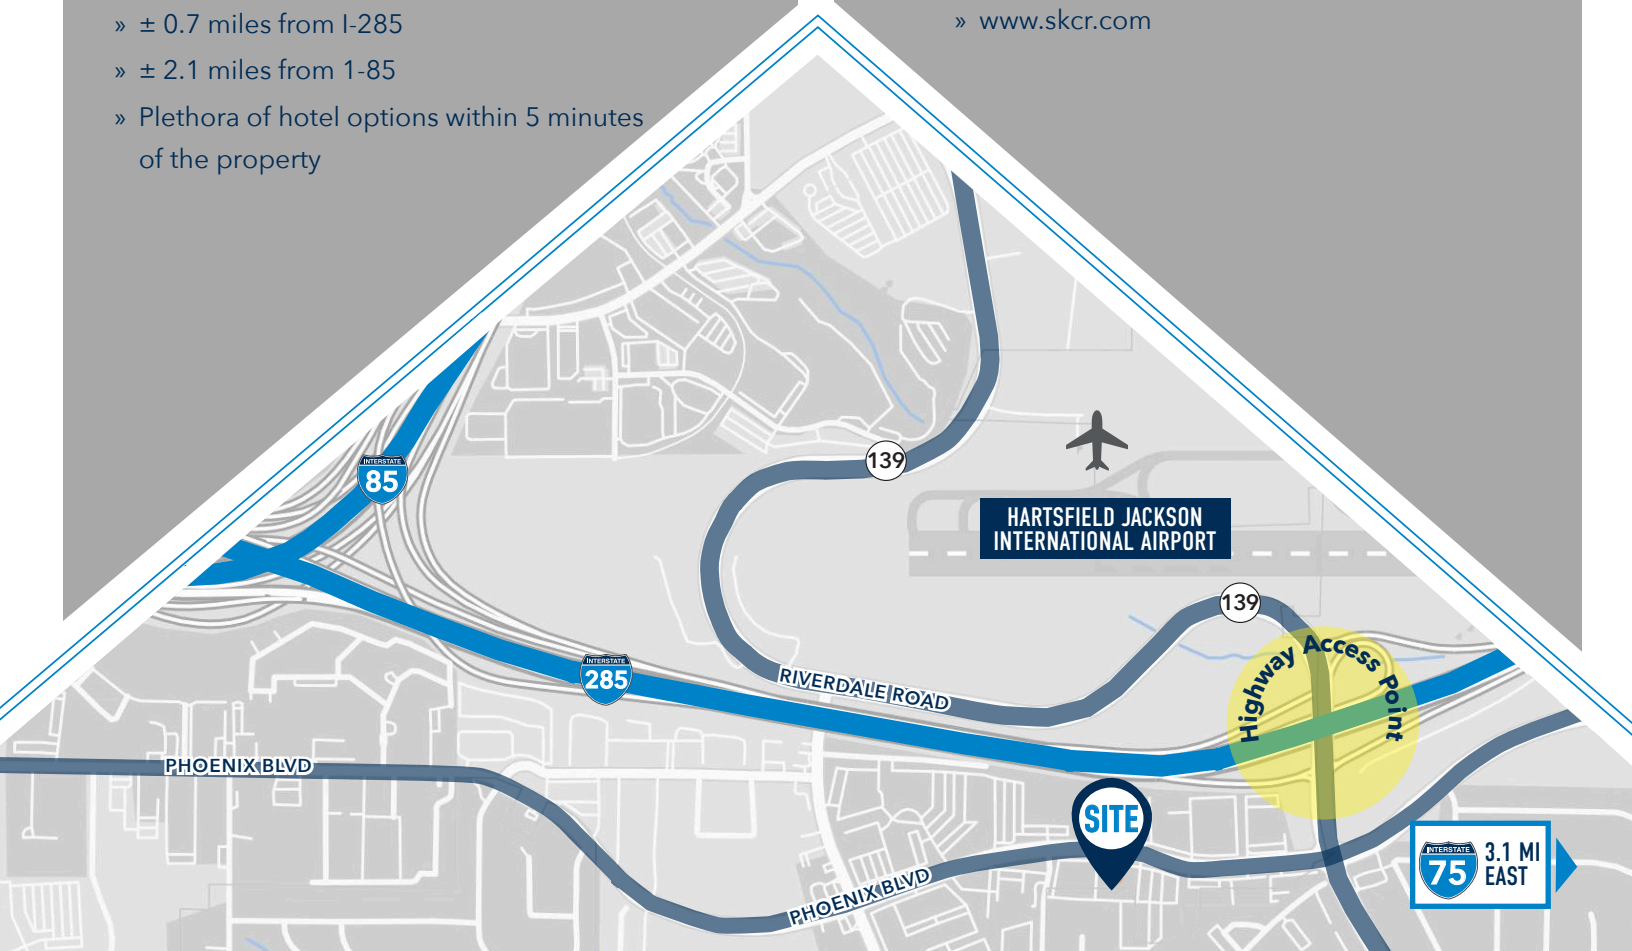 » ± 0.7 miles from I-285
» ± 2.1 miles from 1-85
» Plethora of hotel options within 5 minutes
of the property
» www.skcr.com
139
INTERSTATE
85
HARTSFIELD JACKSON
INTERNATIONAL AIRPORT
139
Highway Access Point
INTERSTATE
285
RIVERDALE ROAD
PHOENIX BLVD
SITE
PHOENIX BLVD
INTERSTATE
75
3.1 MI
EAST